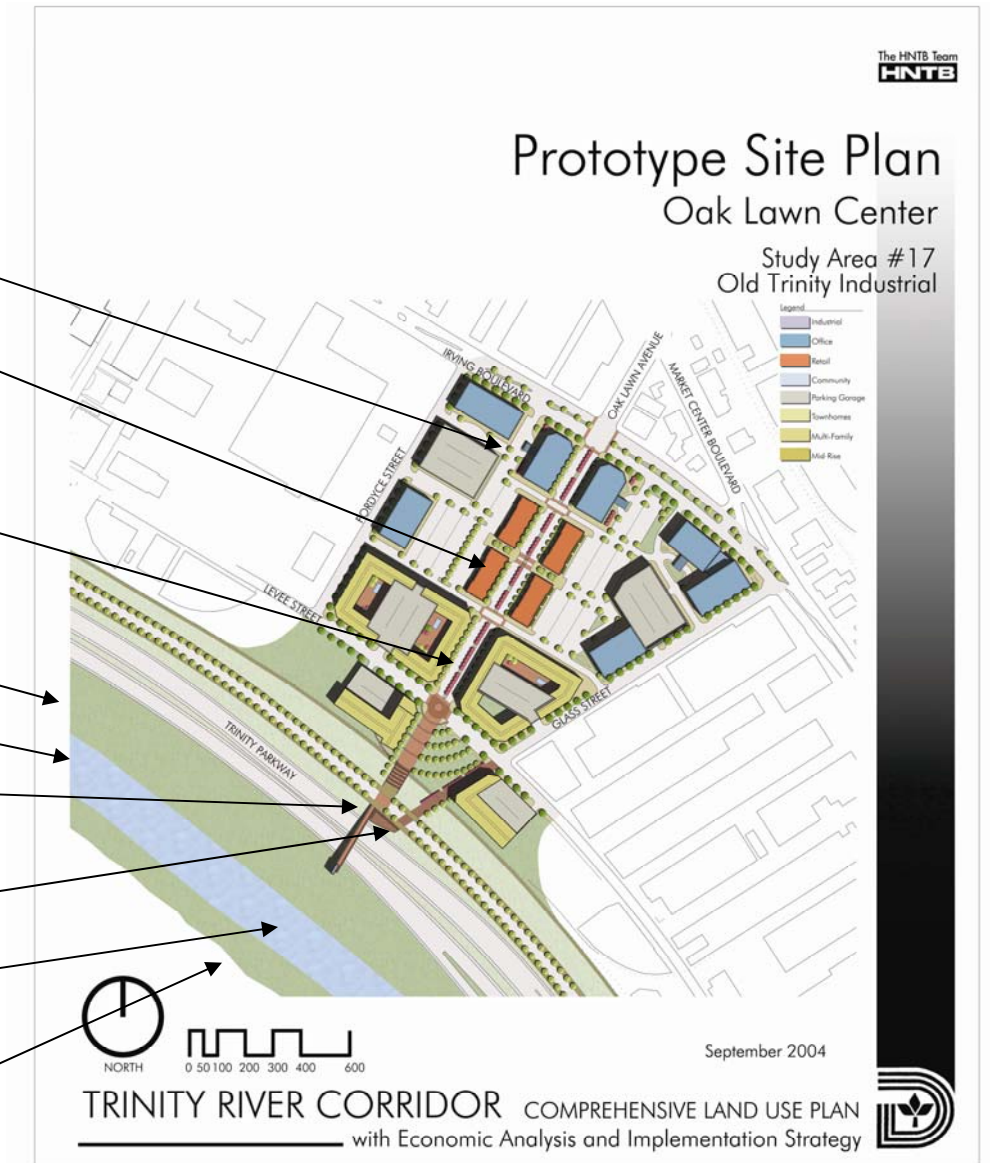 The HNTB Team
HNTB
Prototype Site Plan
Oak Lawn Center
Study Area #17
Old Trinity Industrial
Legend
Industrial
Office
Retail
Community
Parking Garage
Townhomes
Multi-Family
Mid-Rise
IRVING BOULEVARD
OAK LAWN AVENUE
MARKET CENTER BOULEVARD
FORDYCE STREET
LEVEE STREET
GLASS STREET
TRINITY PARKWAY
NORTH
0 50 100 200 300 400 600
September 2004
TRINITY RIVER CORRIDOR COMPREHENSIVE LAND USE PLAN
with Economic Analysis and Implementation Strategy